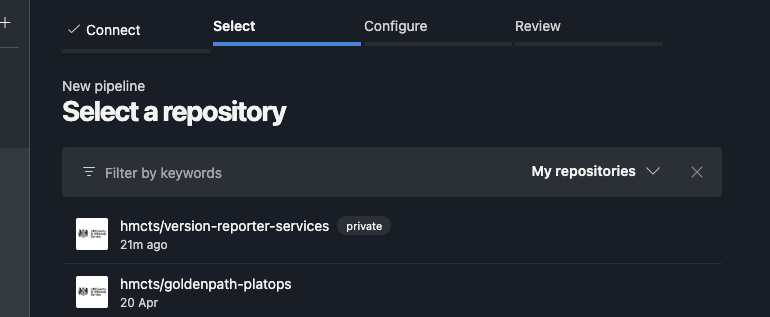 Connect
Select
Configure
Review
New pipeline
Select a repository
Filter by keywords
My repositories
hmcts/version-reporter-services
private
21m ago
hmcts/goldenpath-platops
20 Apr